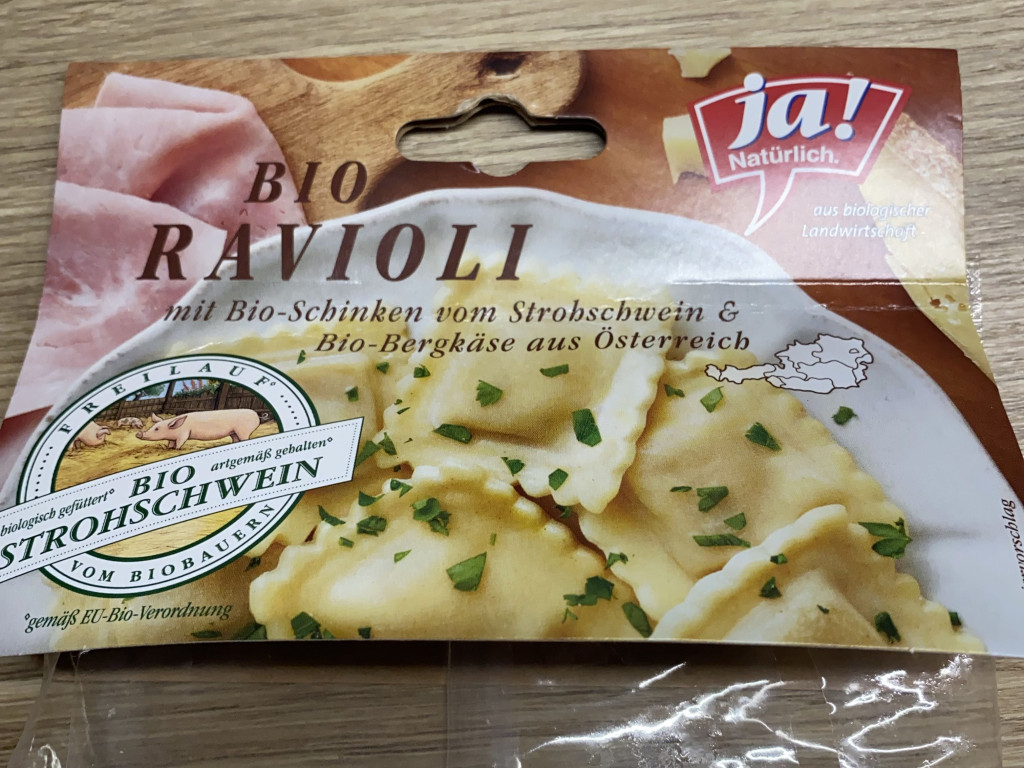 ja!
Natürlich.
aus biologischer
Landwirtschaft
BIO
RAVIOLI
mit Bio-Schinken vom Strohschwein &
Bio-Bergkäse aus Österreich
FREILAUF°
artgemäß gehalten°
biologisch gefüttert°
BIO
STROHSCHWEIN
VOM BIOBAUERN
°gemäß EU-Bio-Verordnung